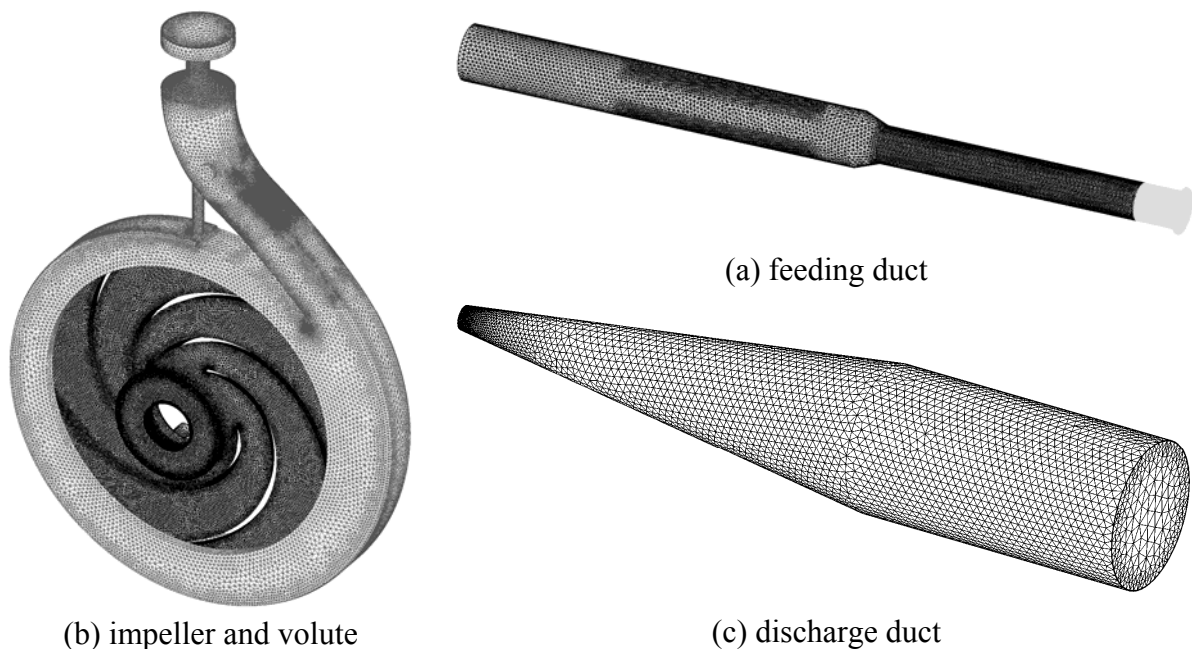 (a) feeding duct
(b) impeller and volute
(c) discharge duct